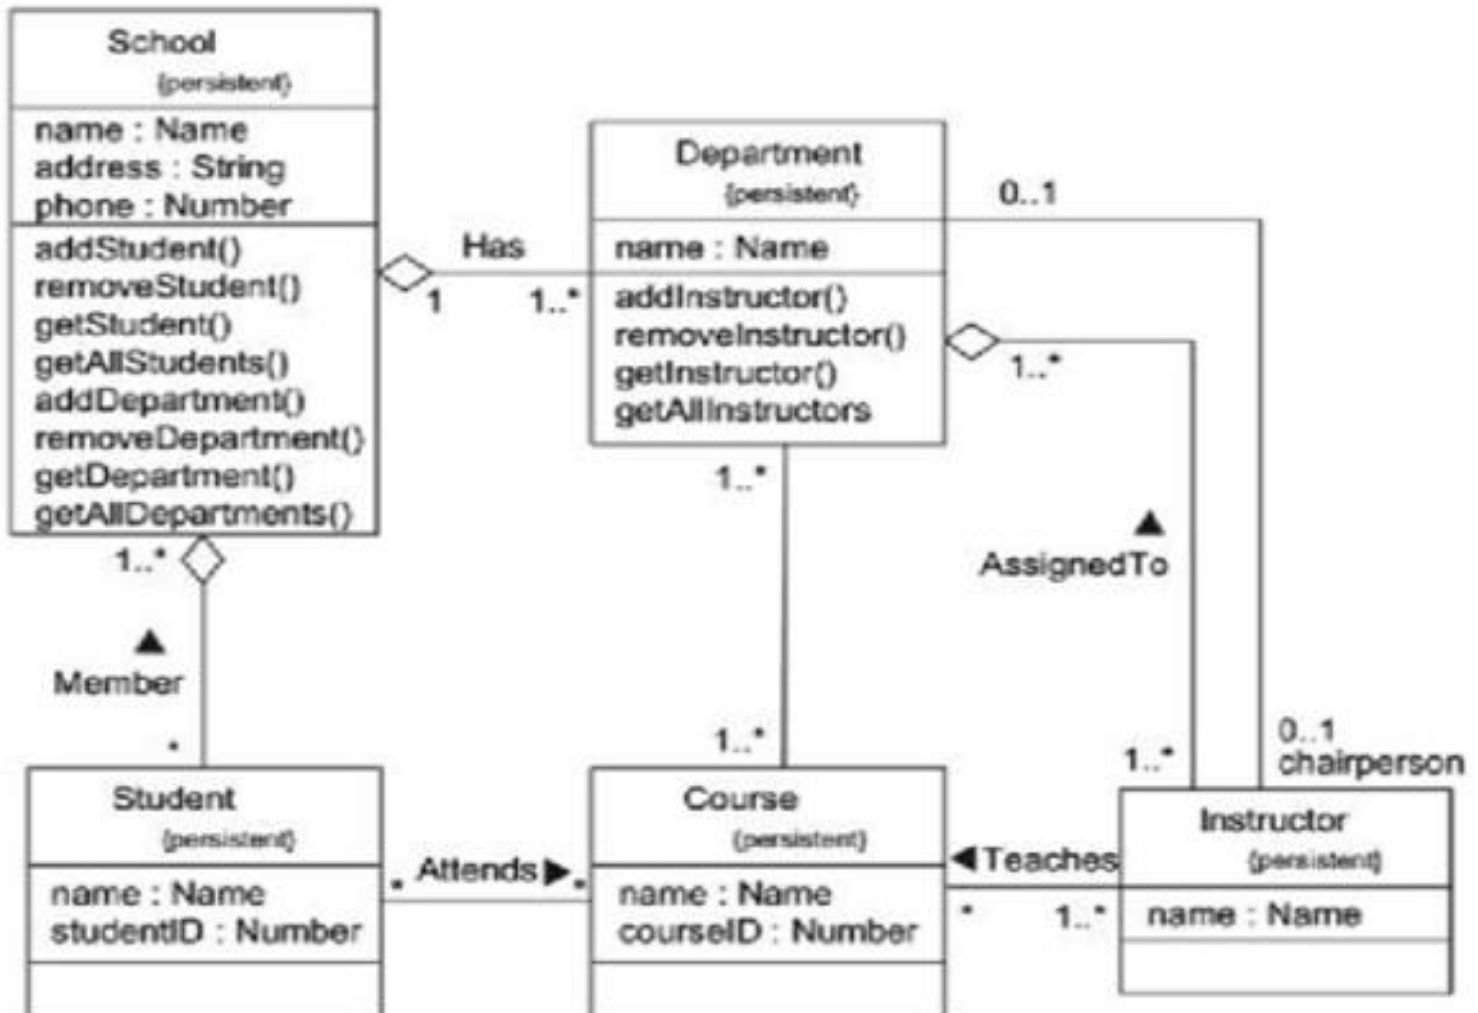 School
{persistent}
name : Name
address : String
phone : Number
addStudent()
removeStudent()
getStudent()
getAllStudents()
addDepartment()
removeDepartment()
getDepartment()
getAllDepartments()
Has
1
1..*
Department
{persistent}
name : Name
addInstructor()
removeInstructor()
getInstructor()
getAllInstructors
0..1
1..*
1..*
▲
AssignedTo
1..*
▲
Member
*
1..*
1..*
0..1
chairperson
Student
{persistent}
name : Name
studentID : Number
* Attends▶ *
Course
{persistent}
name : Name
courseID : Number
◀Teaches
*
1..*
Instructor
{persistent}
name : Name